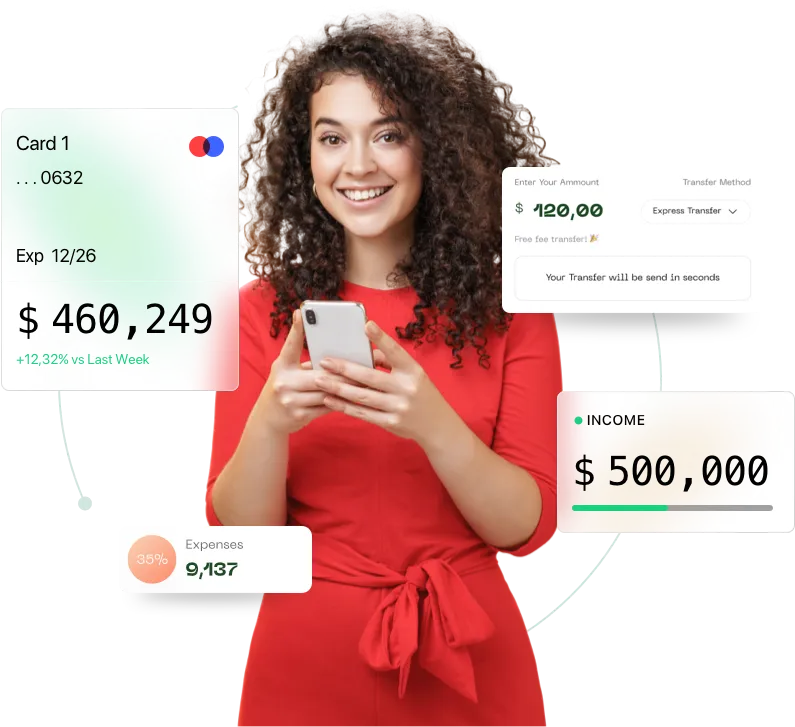 Card 1
...0632
Exp 12/26
$ 460,249
+12,32% vs Last Week
Enter Your Ammount
Transfer Method
$ 120,00
Express Transfer
Free fee transfer! 🎉
Your Transfer will be send in seconds
INCOME
$ 500,000
35%
Expenses
9,137